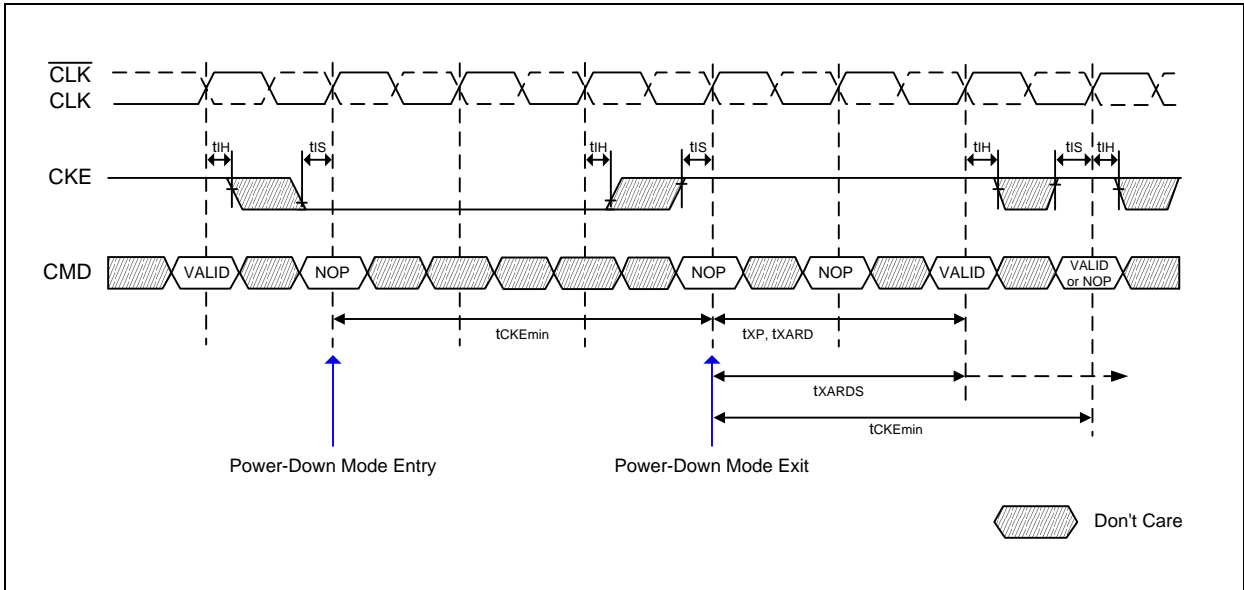 CLK
CLK
tIH tIS tIH tIS tIH tIS tIH
CKE
CMD VALID NOP NOP NOP VALID VALID or NOP
tCKEmin tXP, tXARD
tXARDS
tCKEmin
Power-Down Mode Entry Power-Down Mode Exit
Don't Care